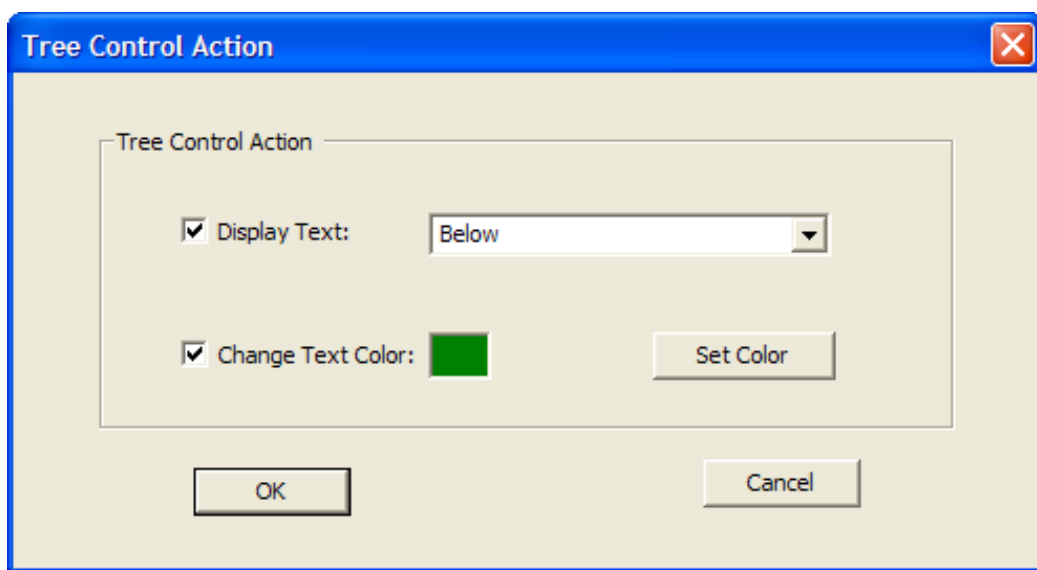 Tree Control Action
Tree Control Action
Display Text: Below
Change Text Color: Set Color
OK Cancel